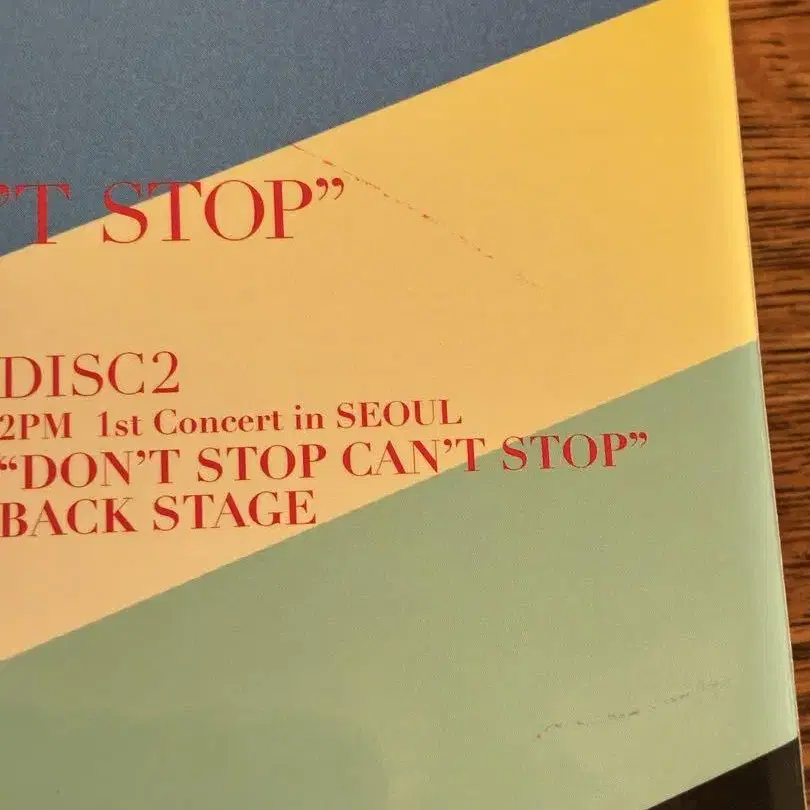 ’T STOP”
DISC2
2PM 1st Concert in SEOUL
“DON’T STOP CAN’T STOP”
BACK STAGE